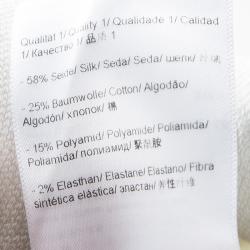 Qualität 1/ Quality 1/ Qualidade 1/ Calidad
1/ Качество 1/ 品质 1
- 58% Seide/ Silk/ Seda/ Seda/ шелк/
- 25% Baumwolle/ Cotton/ Algodão/
Algodón/ хлопок/ 棉
- 15% Polyamid/ Polyamide/ Poliamida/
Poliamida/ полиамид/ 聚酰胺
- 2% Elasthan/ Elastane/ Elastano/ Fibra
sintética elástica/ эластан/ 弹性纤维